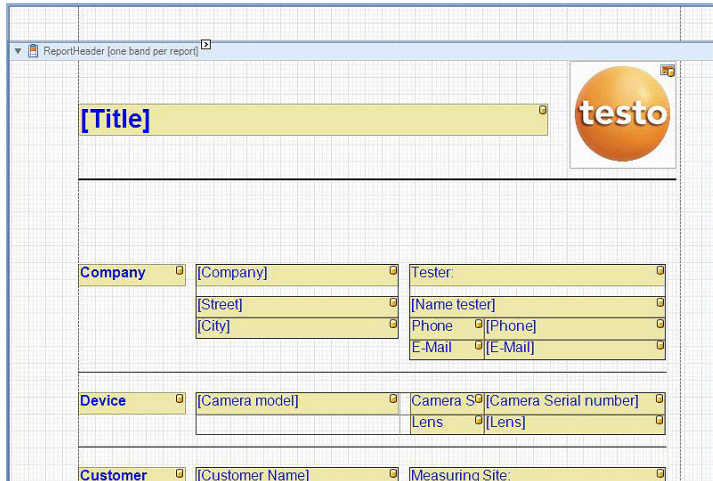 ReportHeader [one band per report]
[Title]
testo
Company [Company] Tester:
[Street] [Name tester]
[City] Phone [Phone]
E-Mail [E-Mail]
Device [Camera model] Camera S [Camera Serial number]
Lens [Lens]
Customer [Customer Name] Measuring Site: